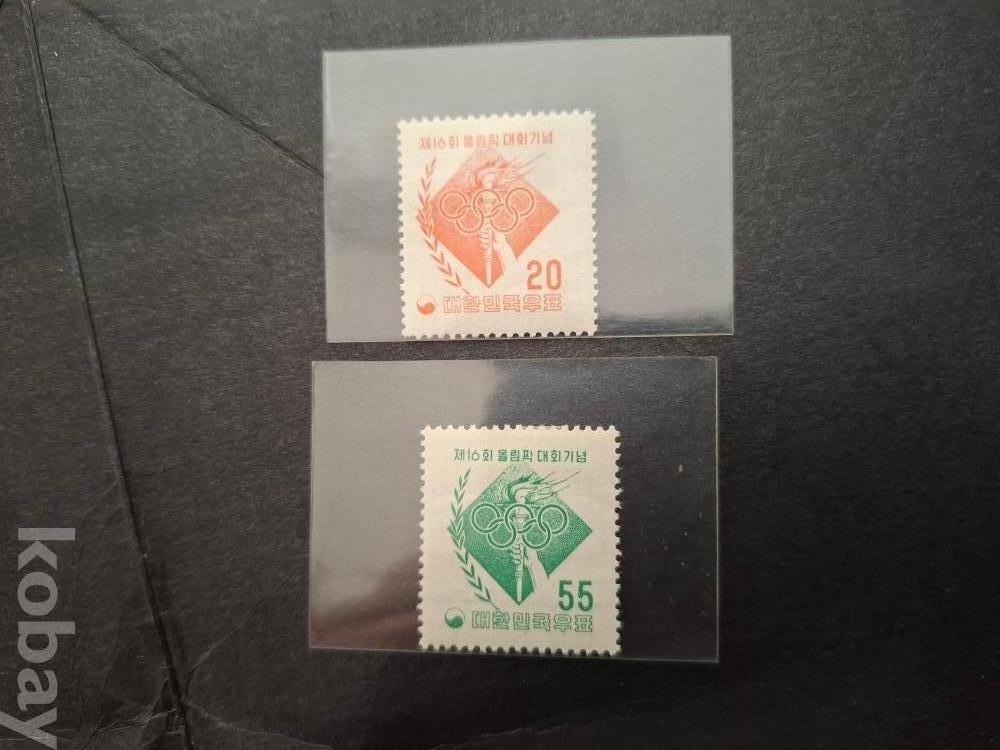 제16회 올림픽 대회기념
20
대한민국우표
제16회 올림픽 대회기념
55
대한민국우표
kobay